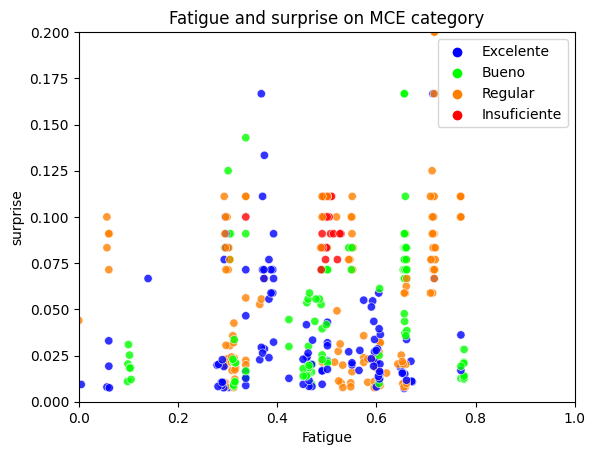 Fatigue and surprise on MCE category
surprise
0.200
0.175
0.150
0.125
0.100
0.075
0.050
0.025
0.000
Excelente
Bueno
Regular
Insuficiente
0.0 0.2 0.4 0.6 0.8 1.0
Fatigue